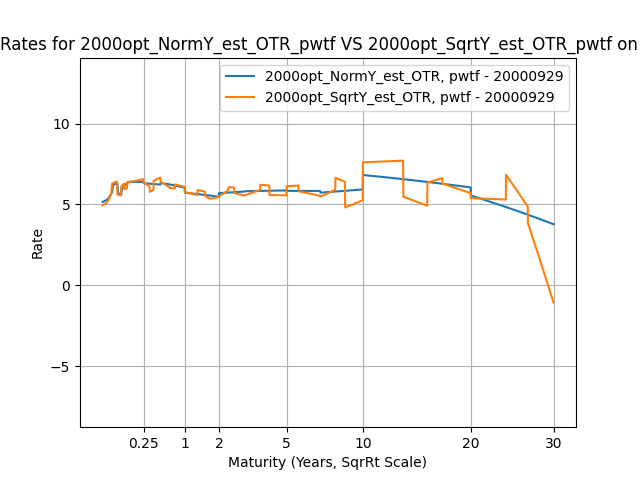 Rates for 2000opt_NormY_est_OTR_pwtf VS 2000opt_SqrtY_est_OTR_pwtf on
2000opt_NormY_est_OTR, pwtf - 20000929
2000opt_SqrtY_est_OTR, pwtf - 20000929
10
5
0
−5
Rate
0.25 1 2 5 10 20 30
Maturity (Years, SqrRt Scale)